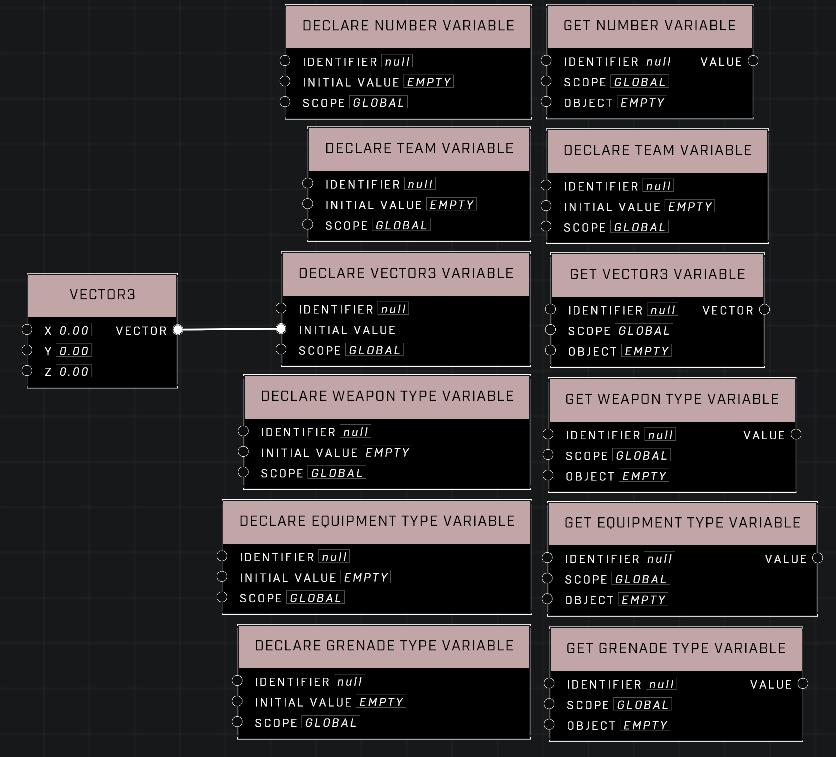 DECLARE NUMBER VARIABLE
IDENTIFIER null
INITIAL VALUE EMPTY
SCOPE GLOBAL
GET NUMBER VARIABLE
IDENTIFIER null VALUE
SCOPE GLOBAL
OBJECT EMPTY
DECLARE TEAM VARIABLE
IDENTIFIER null
INITIAL VALUE EMPTY
SCOPE GLOBAL
DECLARE TEAM VARIABLE
IDENTIFIER null
INITIAL VALUE EMPTY
SCOPE GLOBAL
VECTOR3
X 0.00 VECTOR
Y 0.00
Z 0.00
DECLARE VECTOR3 VARIABLE
IDENTIFIER null
INITIAL VALUE
SCOPE GLOBAL
GET VECTOR3 VARIABLE
IDENTIFIER null VECTOR
SCOPE GLOBAL
OBJECT EMPTY
DECLARE WEAPON TYPE VARIABLE
IDENTIFIER null
INITIAL VALUE EMPTY
SCOPE GLOBAL
GET WEAPON TYPE VARIABLE
IDENTIFIER null VALUE
SCOPE GLOBAL
OBJECT EMPTY
DECLARE EQUIPMENT TYPE VARIABLE
IDENTIFIER null
INITIAL VALUE EMPTY
SCOPE GLOBAL
GET EQUIPMENT TYPE VARIABLE
IDENTIFIER null VALUE
SCOPE GLOBAL
OBJECT EMPTY
DECLARE GRENADE TYPE VARIABLE
IDENTIFIER null
INITIAL VALUE EMPTY
SCOPE GLOBAL
GET GRENADE TYPE VARIABLE
IDENTIFIER null VALUE
SCOPE GLOBAL
OBJECT EMPTY